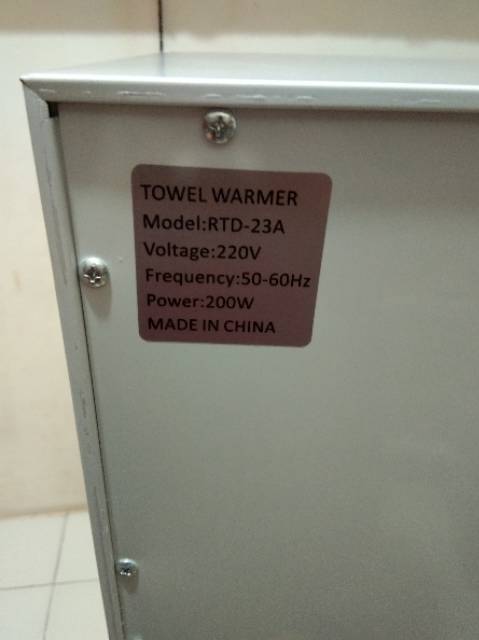 TOWEL WARMER
Model:RTD-23A
Voltage:220V
Frequency:50-60Hz
Power:200W
MADE IN CHINA